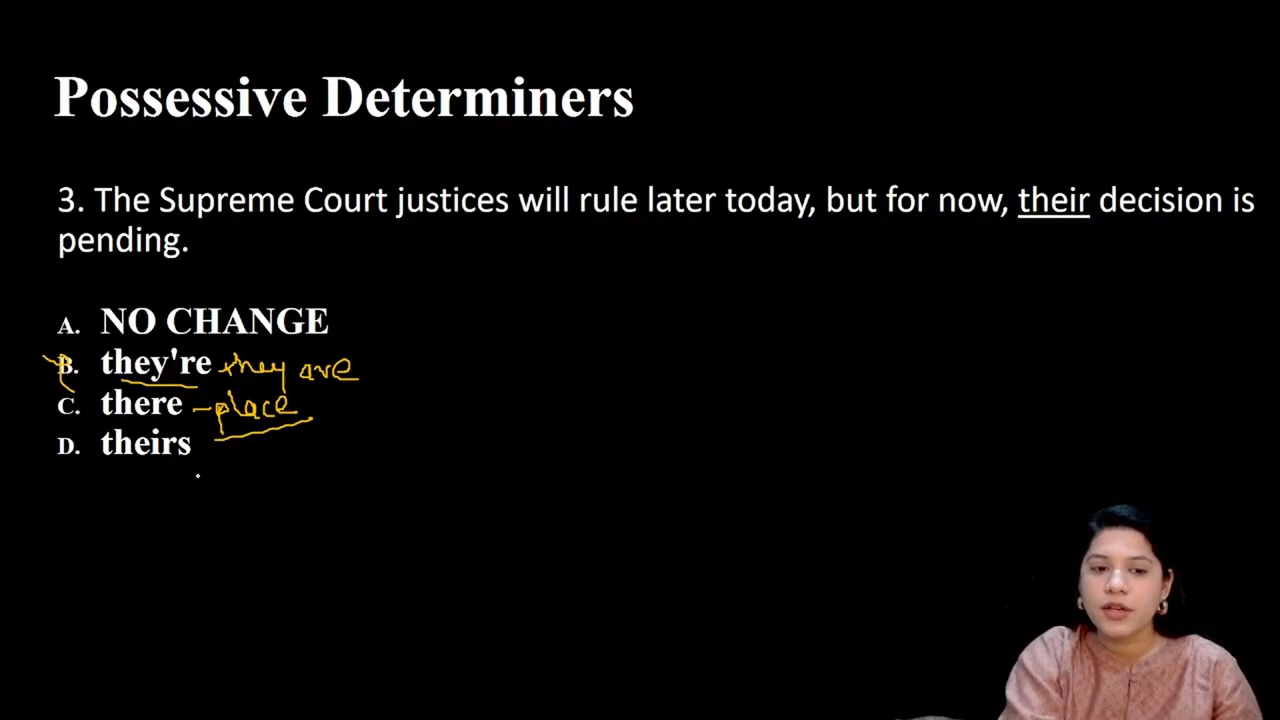 Possessive Determiners
3. The Supreme Court justices will rule later today, but for now, their decision is
pending.
A. NO CHANGE
B. they're they are
C. there - place
D. theirs